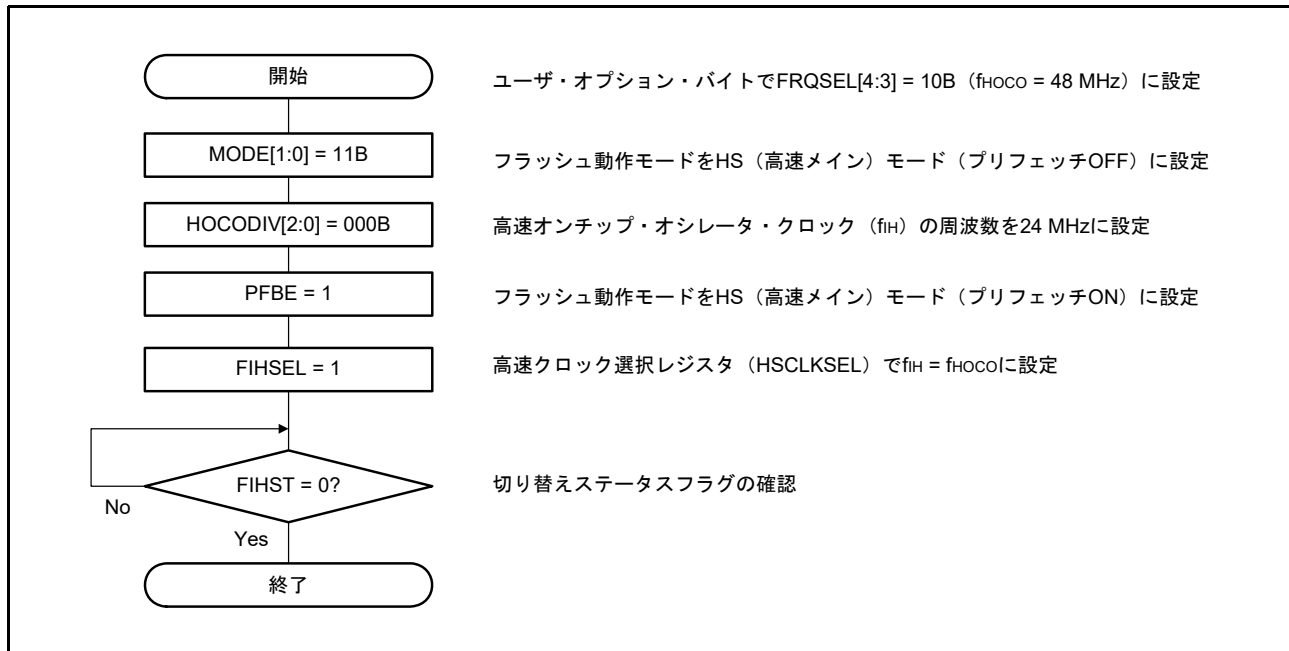 開始
ユーザ・オプション・バイトでFRQSEL[4:3] = 10B（fHOCO = 48 MHz）に設定
MODE[1:0] = 11B
フラッシュ動作モードをHS（高速メイン）モード（プリフェッチOFF）に設定
HOCODIV[2:0] = 000B
高速オンチップ・オシレータ・クロック（fIH）の周波数を24 MHzに設定
PFBE = 1
フラッシュ動作モードをHS（高速メイン）モード（プリフェッチON）に設定
FIHSEL = 1
高速クロック選択レジスタ（HSCLKSEL）でfIH = fHOCOに設定
FIHST = 0?
切り替えステータスフラグの確認
No
Yes
終了